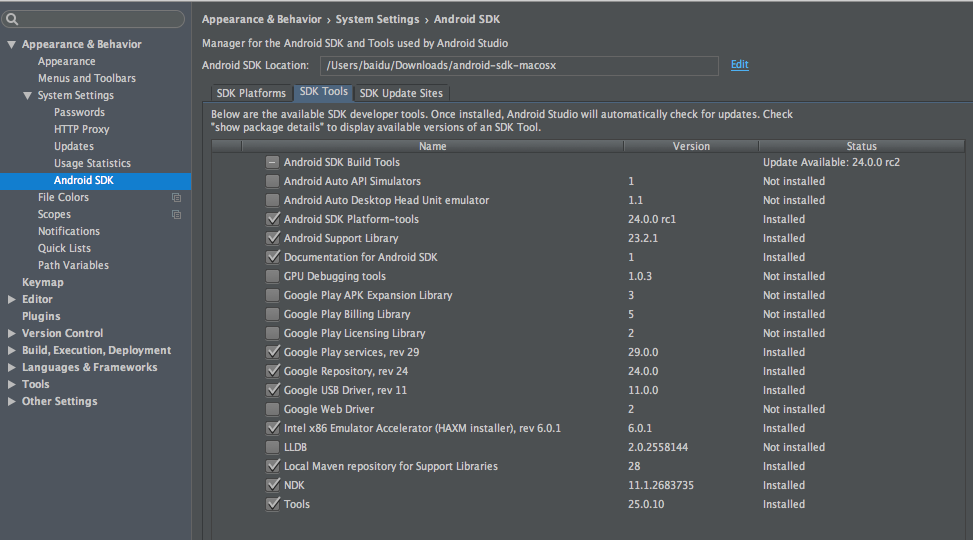 Appearance & Behavior
Appearance
Menus and Toolbars
System Settings
Passwords
HTTP Proxy
Updates
Usage Statistics
Android SDK
File Colors
Scopes
Notifications
Quick Lists
Path Variables
Keymap
Editor
Plugins
Version Control
Build, Execution, Deployment
Languages & Frameworks
Tools
Other Settings
Appearance & Behavior › System Settings › Android SDK
Manager for the Android SDK and Tools used by Android Studio
Android SDK Location: /Users/baidu/Downloads/android-sdk-macosx Edit
SDK Platforms SDK Tools SDK Update Sites
Below are the available SDK developer tools. Once installed, Android Studio will automatically check for updates. Check
"show package details" to display available versions of an SDK Tool.
Name Version Status
Android SDK Build Tools Update Available: 24.0.0 rc2
Android Auto API Simulators 1 Not installed
Android Auto Desktop Head Unit emulator 1.1 Not installed
Android SDK Platform-tools 24.0.0 rc1 Installed
Android Support Library 23.2.1 Installed
Documentation for Android SDK 1 Installed
GPU Debugging tools 1.0.3 Not installed
Google Play APK Expansion Library 3 Not installed
Google Play Billing Library 5 Not installed
Google Play Licensing Library 2 Not installed
Google Play services, rev 29 29.0.0 Installed
Google Repository, rev 24 24.0.0 Installed
Google USB Driver, rev 11 11.0.0 Installed
Google Web Driver 2 Not installed
Intel x86 Emulator Accelerator (HAXM installer), rev 6.0.1 6.0.1 Installed
LLDB 2.0.2558144 Not installed
Local Maven repository for Support Libraries 28 Installed
NDK 11.1.2683735 Installed
Tools 25.0.10 Installed